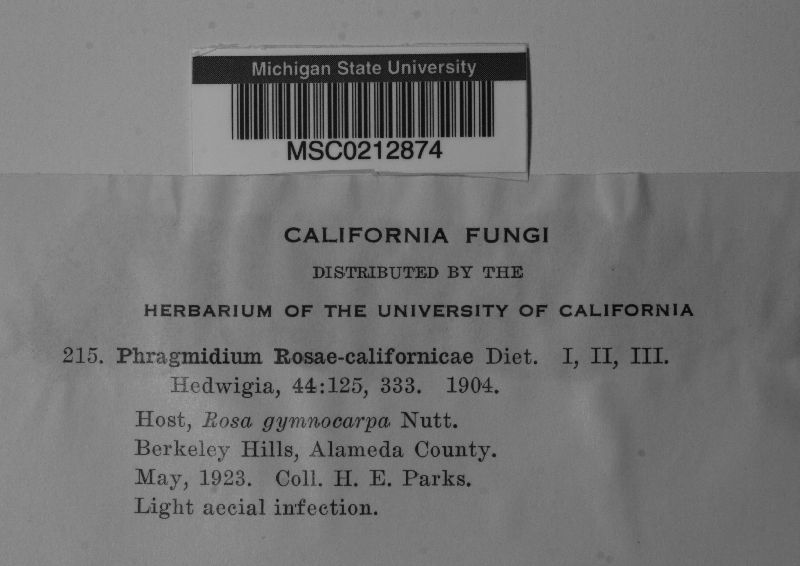 Michigan State University
MSC0212874
CALIFORNIA FUNGI
DISTRIBUTED BY THE
HERBARIUM OF THE UNIVERSITY OF CALIFORNIA
215. Phragmidium Rosae-californicae Diet. I, II, III.
Hedwigia, 44:125, 333. 1904.
Host, Rosa gymnocarpa Nutt.
Berkeley Hills, Alameda County.
May, 1923. Coll. H. E. Parks.
Light aecial infection.